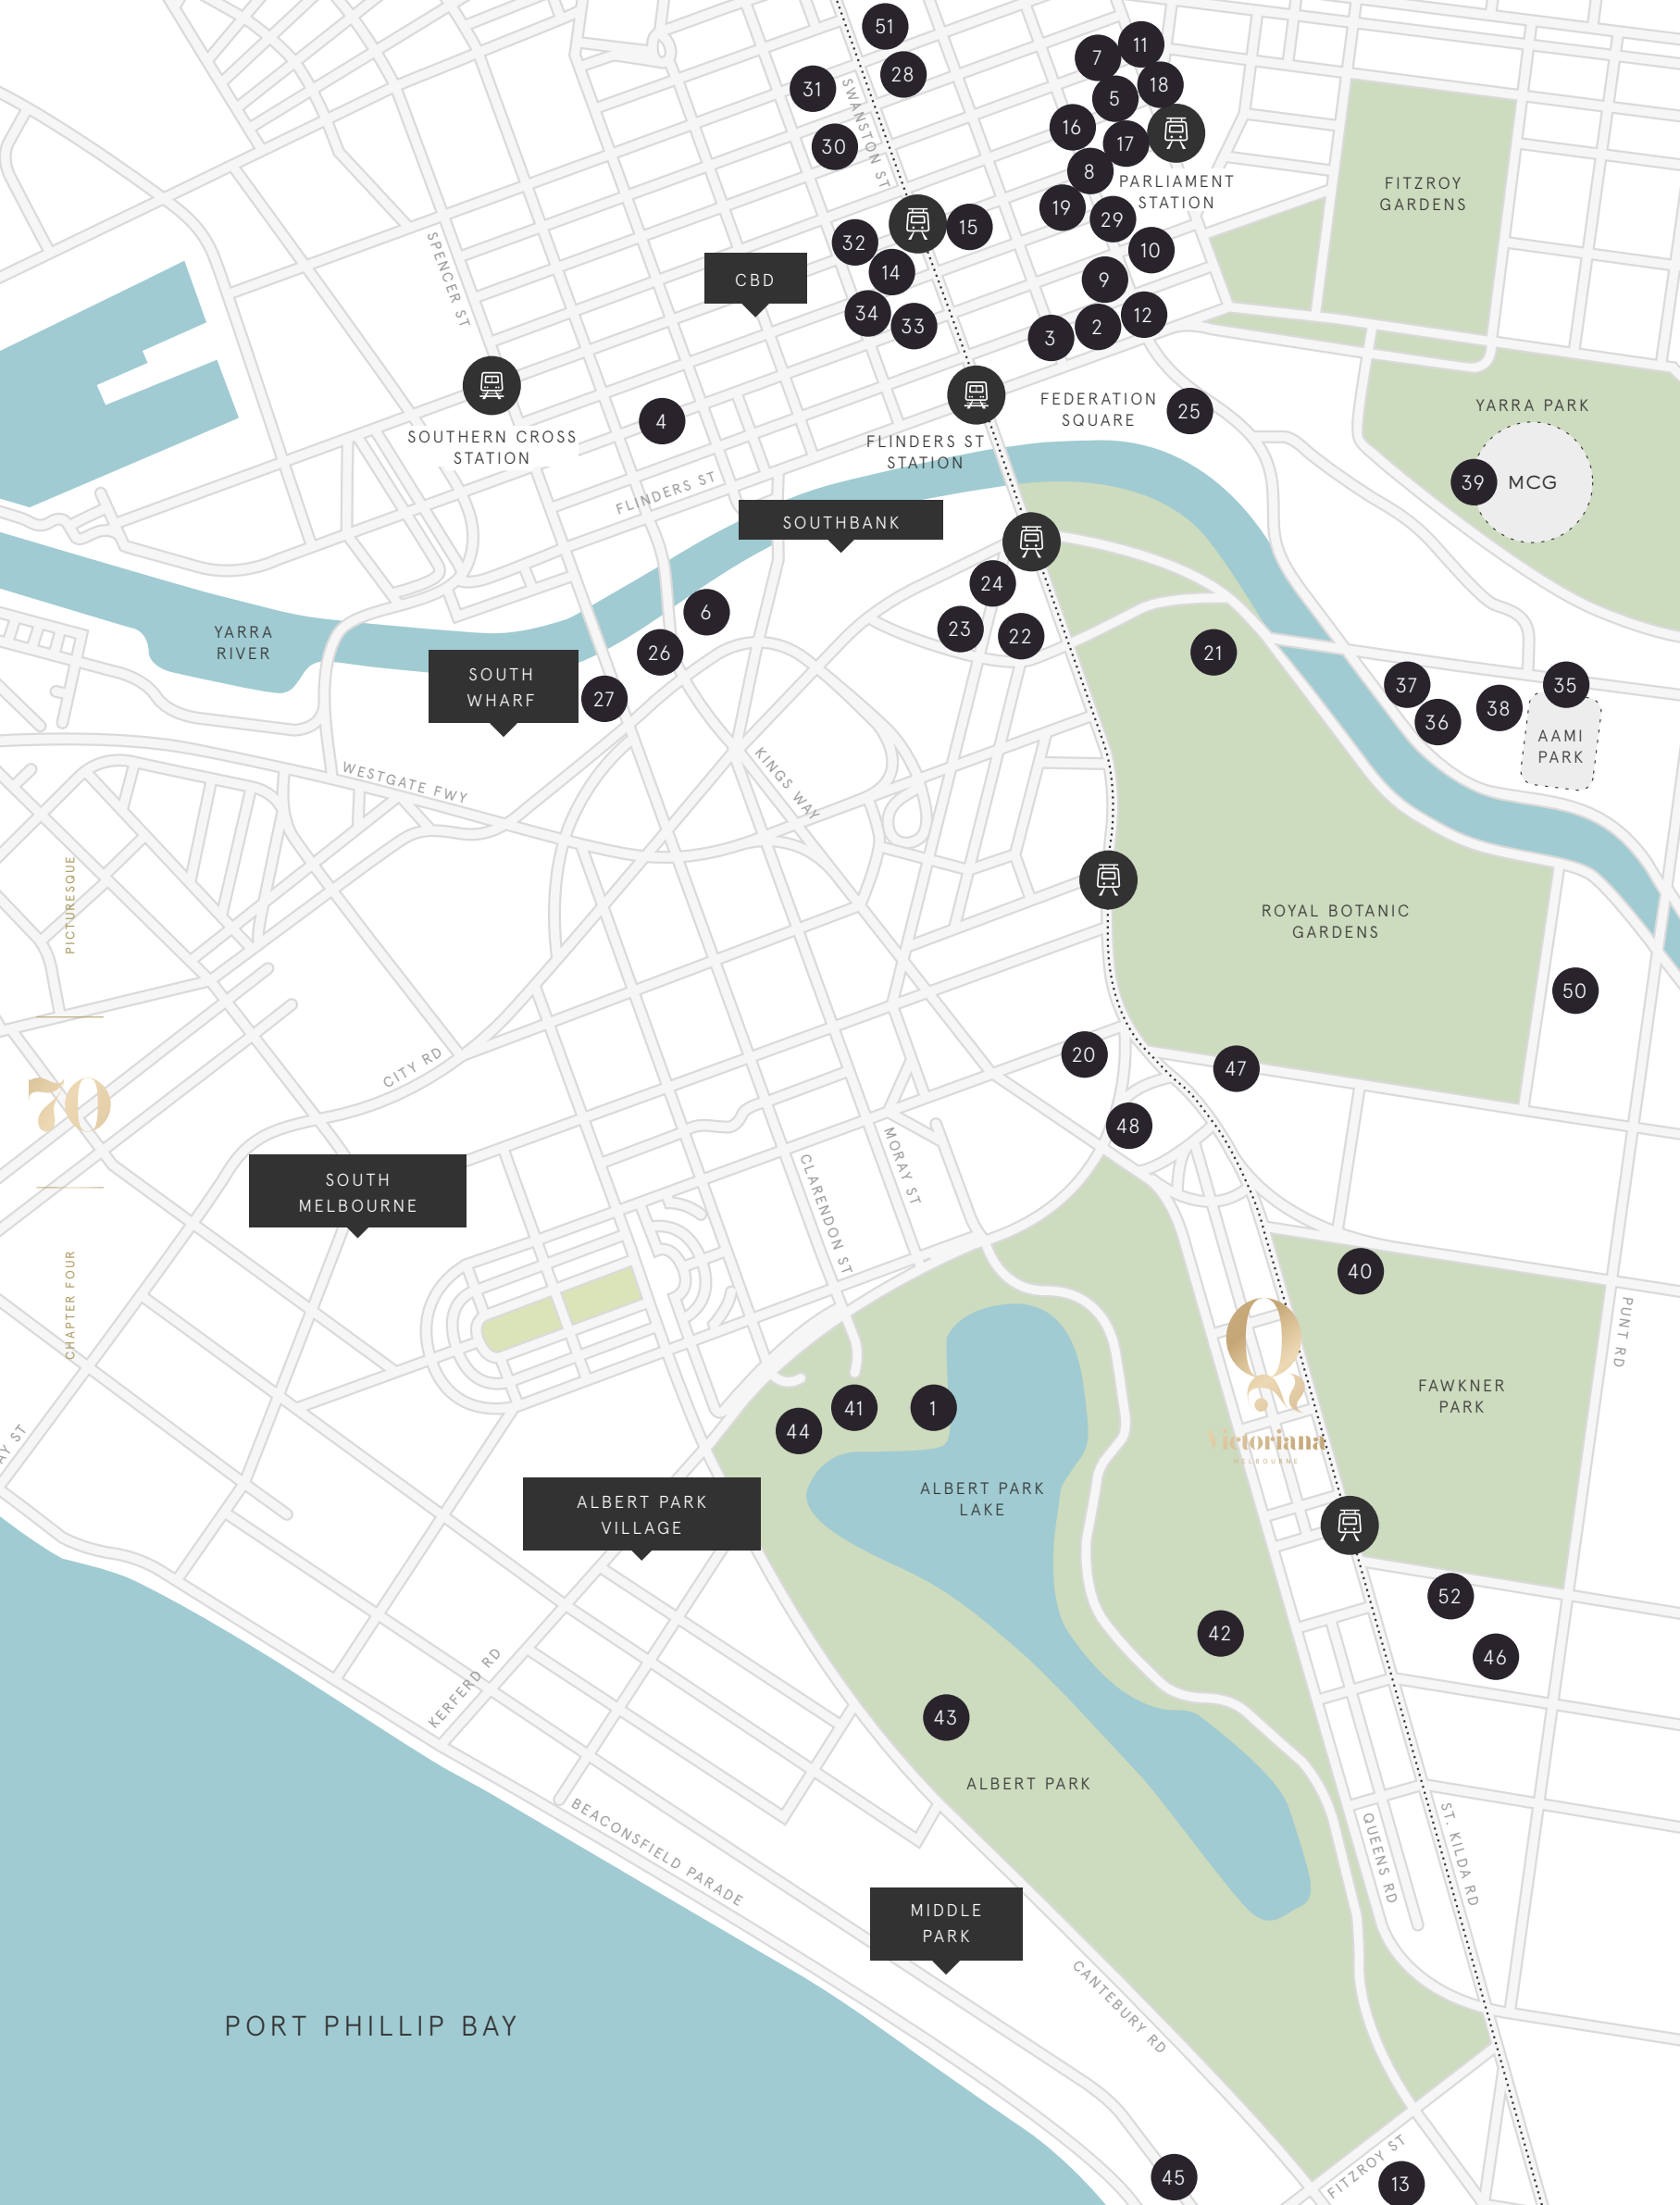 51
11
7
28
18
31
5
16
17
30
8
SWANSTON ST
PARLIAMENT
STATION
FITZROY
GARDENS
19
29
15
32
10
14
9
CBD
SPENCER ST
34
33
12
2
3
FEDERATION
SQUARE
25
YARRA PARK
4
SOUTHERN CROSS
STATION
FLINDERS ST
STATION
39
MCG
FLINDERS ST
SOUTHBANK
24
6
23
22
YARRA
RIVER
26
21
SOUTH
WHARF
27
37
35
38
36
AAMI
PARK
WESTGATE FWY
KINGS WAY
PICTURESQUE
ROYAL BOTANIC
GARDENS
50
20
47
CITY RD
70
48
MORAY ST
CLARENDON ST
SOUTH
MELBOURNE
40
CHAPTER FOUR
PUNT RD
FAWKNER
PARK
41
1
44
Victoriana
MELBOURNE
AY ST
ALBERT PARK
LAKE
ALBERT PARK
VILLAGE
52
42
46
KERFERD RD
43
ALBERT PARK
BEACONSFIELD PARADE
QUEENS RD
ST. KILDA RD
MIDDLE
PARK
CANTEBURY RD
PORT PHILLIP BAY
FITZROY ST
45
13